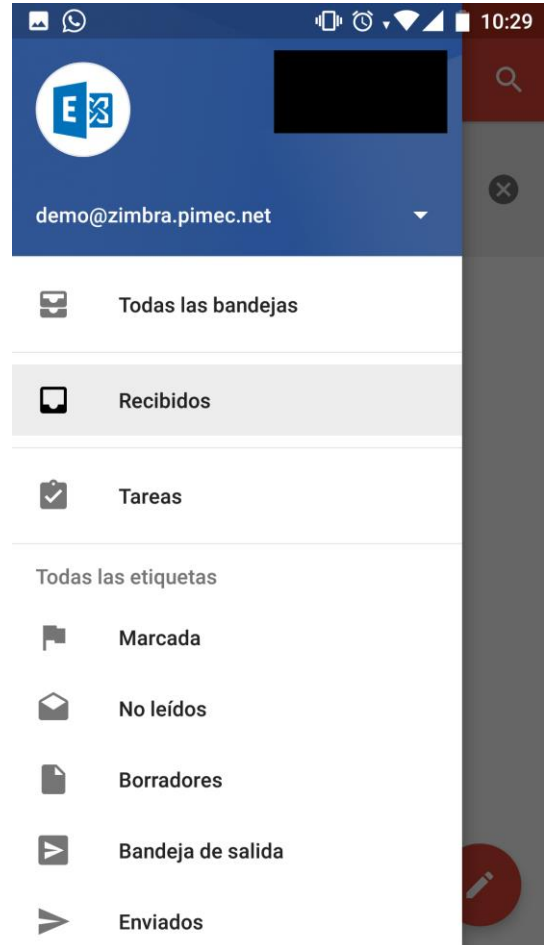 10:29
E
demo@zimbra.pimec.net
Todas las bandejas
Recibidos
Tareas
Todas las etiquetas
Marcada
No leídos
Borradores
Bandeja de salida
Enviados